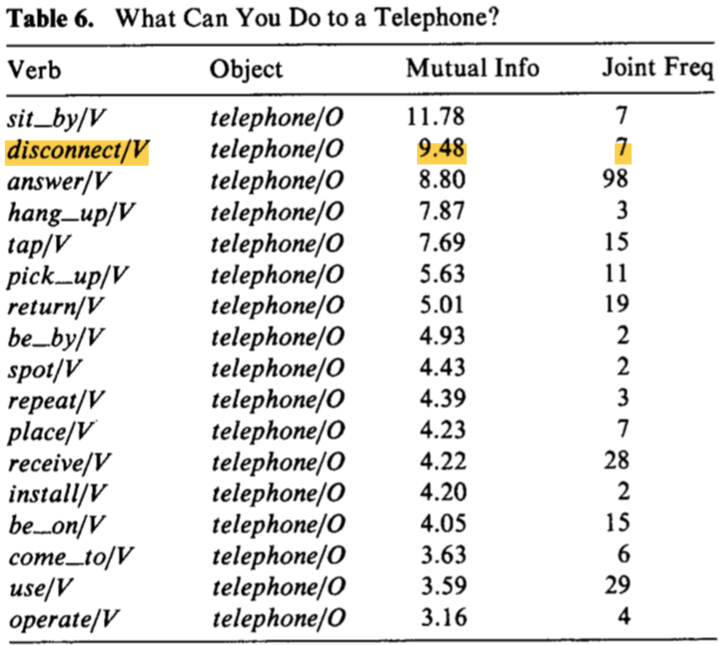 Table 6. What Can You Do to a Telephone?
Verb Object Mutual Info Joint Freq
sit_by/V telephone/O 11.78 7
disconnect/V telephone/O 9.48 7
answer/V telephone/O 8.80 98
hang_up/V telephone/O 7.87 3
tap/V telephone/O 7.69 15
pick_up/V telephone/O 5.63 11
return/V telephone/O 5.01 19
be_by/V telephone/O 4.93 2
spot/V telephone/O 4.43 2
repeat/V telephone/O 4.39 3
place/V telephone/O 4.23 7
receive/V telephone/O 4.22 28
install/V telephone/O 4.20 2
be_on/V telephone/O 4.05 15
come_to/V telephone/O 3.63 6
use/V telephone/O 3.59 29
operate/V telephone/O 3.16 4